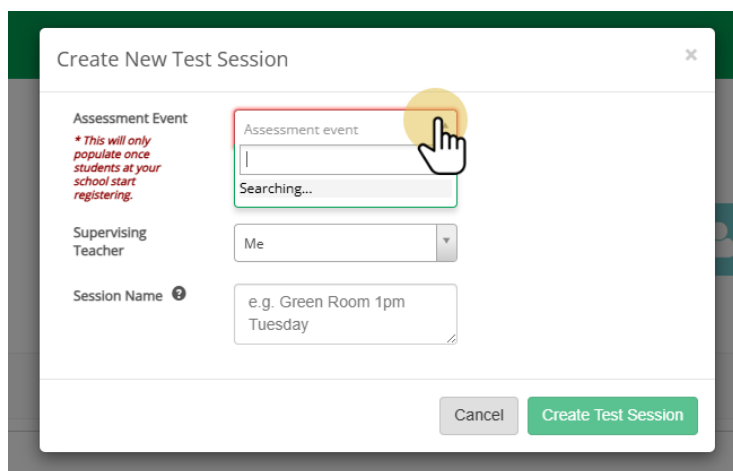 Create New Test Session
×
Assessment Event
* This will only
populate once
students at your
school start
registering.
Assessment event
Searching...
Supervising
Teacher
Me
Session Name ?
e.g. Green Room 1pm
Tuesday
Cancel
Create Test Session